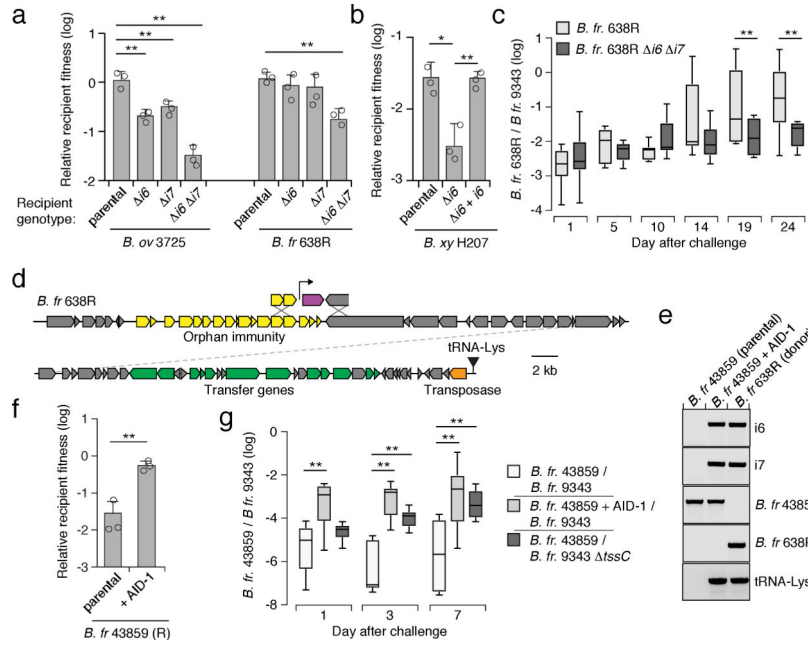 a
Relative recipient fitness (log)
1
0
-1
-2
**
**
**
**
Recipient genotype:
parental
Δi6
Δi7
Δi6 Δi7
parental
Δi6
Δi7
Δi6 Δi7
B. ov 3725
B. fr 638R
b
Relative recipient fitness (log)
-1
-2
-3
*
**
parental
Δi6
Δi6 + i6
B. xy H207
c
B. fr. 638R / B fr. 9343 (log)
1
0
-1
-2
-3
-4
B. fr. 638R
B. fr. 638R Δi6 Δi7
**
**
1
5
10
14
19
24
Day after challenge
d
B. fr 638R
Orphan immunity
tRNA-Lys
2 kb
Transfer genes
Transposase
e
B. fr 43859 (parental)
B. fr 43859 + AID-1
B. fr 638R (donor
i6
i7
B. fr 4385
B. fr 638R
tRNA-Lys
f
Relative recipient fitness (log)
0
-1
-2
-3
**
parental
+ AID-1
B. fr 43859 (R)
g
B. fr. 43859 / B fr. 9343 (log)
0
-2
-4
-6
-8
**
**
**
**
**
1
3
7
Day after challenge
B. fr. 43859 /
B. fr. 9343
B. fr. 43859 + AID-1 /
B. fr. 9343
B. fr. 43859 /
B. fr. 9343 ΔtssC